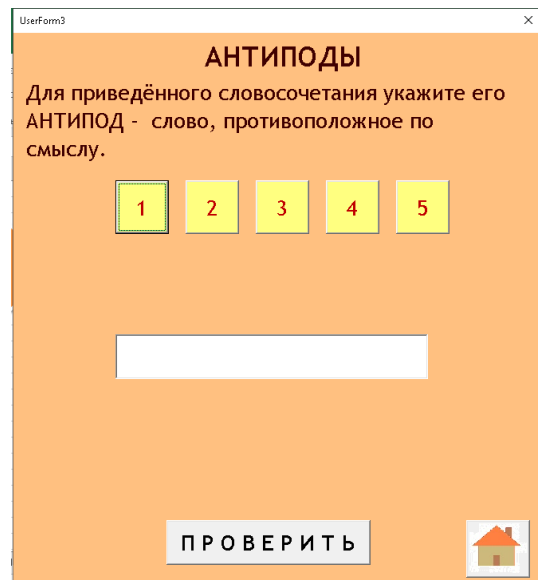 UserForm3
АНТИПОДЫ
Для приведённого словосочетания укажите его
АНТИПОД - слово, противоположное по
смыслу.
1 2 3 4 5
ПРОВЕРИТЬ